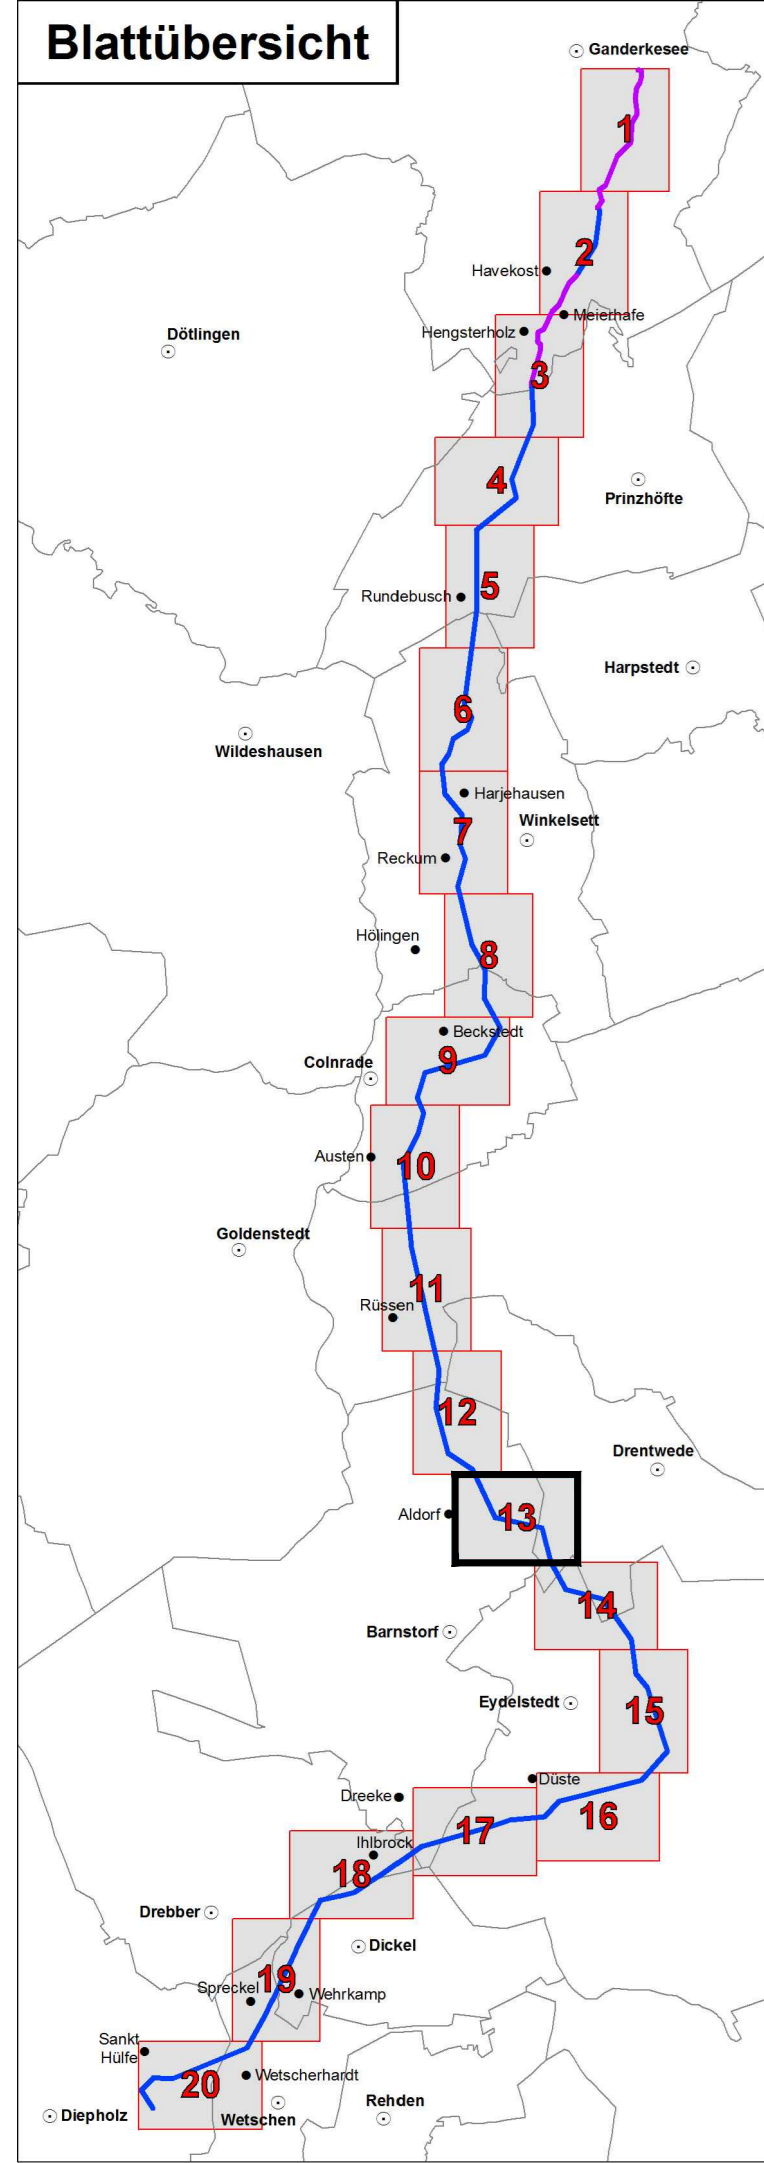 Blattübersicht
Ganderkesee
1
2
Havekost
Meierhafe
Hengsterholz
Dötlingen
3
4
Prinzhöfte
5
Rundebusch
Harpstedt
6
Wildeshausen
Harjehausen
Winkelsett
7
Reckum
Hölingen
8
Beckstedt
9
Colnrade
Austen
10
Goldenstedt
11
Rüssen
12
Drentwede
Aldorf
13
14
Barnstorf
Eydelstedt
15
Düste
Dreeke
16
17
Ihlbrock
18
Drebber
Dickel
19
Spreckel
Wehrkamp
Sankt
Hülfe
20
Wetscherhardt
Diepholz
Wetschen
Rehden